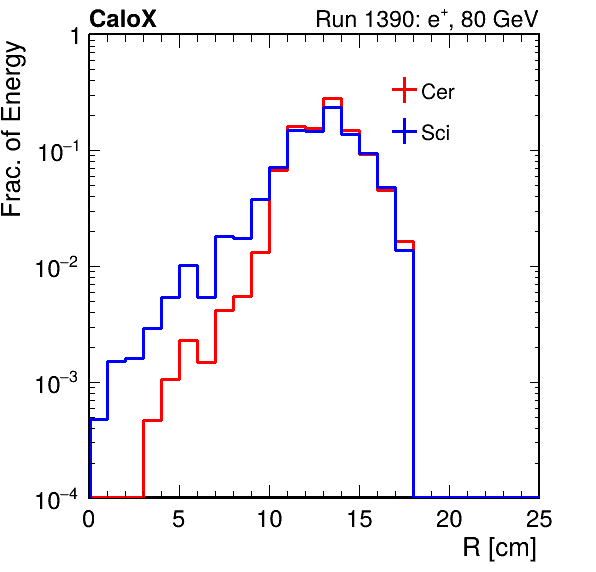 CaloX Run 1390: e⁺, 80 GeV
Frac. of Energy
1
10⁻¹
10⁻²
10⁻³
10⁻⁴
Cer
Sci
0 5 10 15 20 25
R [cm]